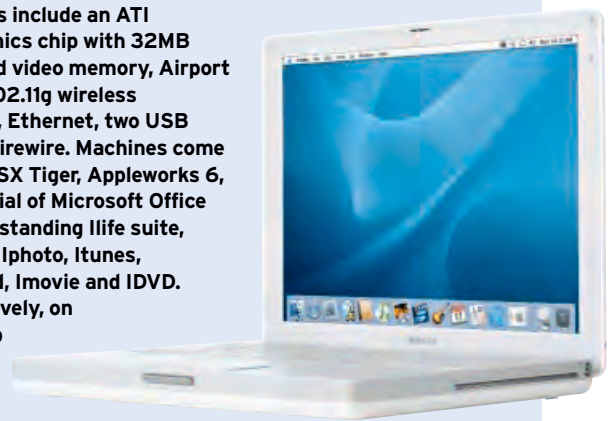 s include an ATI
nics chip with 32MB
d video memory, Airport
02.11g wireless
, Ethernet, two USB
irewire. Machines come
SX Tiger, Appleworks 6,
ial of Microsoft Office
standing Ilife suite,
Iphoto, Itunes,
, Imovie and IDVD.
vely, on